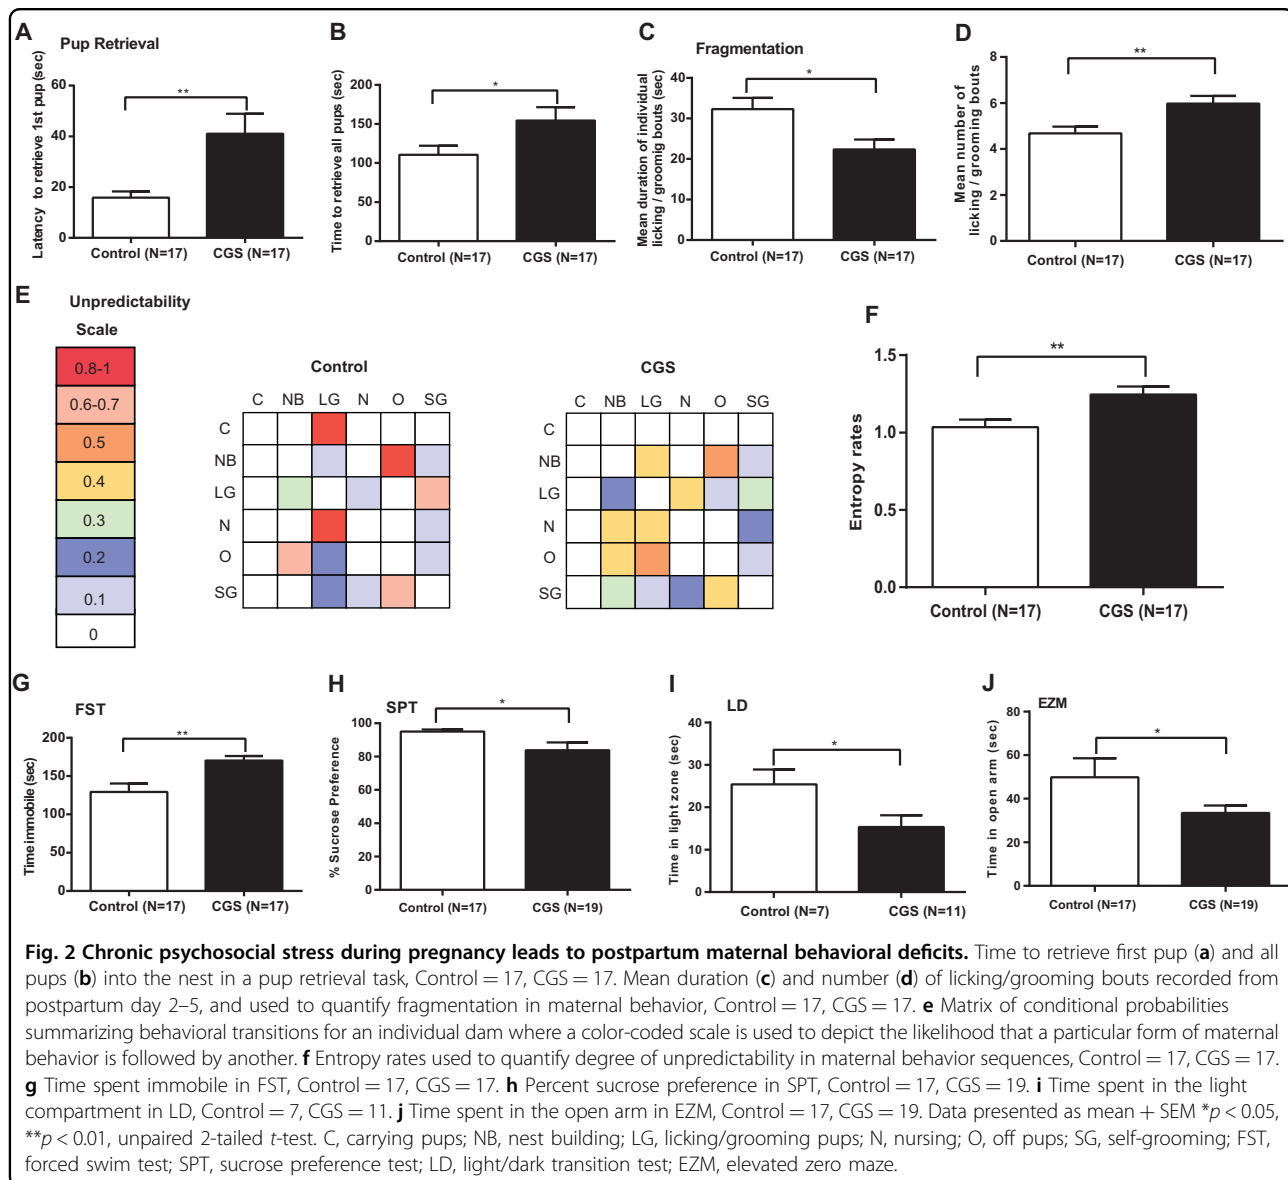 A
Pup Retrieval
Latency to retrieve 1st pup (sec)
60
40
20
0
**
Control (N=17)
CGS (N=17)
B
Time to retrieve all pups (sec)
200
150
100
50
0
*
Control (N=17)
CGS (N=17)
C
Fragmentation
Mean duration of individual
licking / groomig bouts (sec)
40
30
20
10
0
*
Control (N=17)
CGS (N=17)
D
Mean number of
licking / grooming bouts
8
6
4
2
0
**
Control (N=17)
CGS (N=17)
E
Unpredictability
Scale
0.8-1
0.6-0.7
0.5
0.4
0.3
0.2
0.1
0
Control
C NB LG N O SG
C
NB
LG
N
O
SG
CGS
C NB LG N O SG
C
NB
LG
N
O
SG
F
Entropy rates
1.5
1.0
0.5
0.0
**
Control (N=17)
CGS (N=17)
G
FST
Time immobile (sec)
200
150
100
50
0
**
Control (N=17)
CGS (N=17)
H
SPT
% Sucrose Preference
100
80
60
40
20
0
*
Control (N=17)
CGS (N=19)
I
LD
Time in light zone (sec)
40
30
20
10
0
*
Control (N=7)
CGS (N=11)
J
EZM
Time in open arm (sec)
80
60
40
20
0
*
Control (N=17)
CGS (N=19)
Fig. 2 Chronic psychosocial stress during pregnancy leads to postpartum maternal behavioral deficits. Time to retrieve first pup (a) and all
pups (b) into the nest in a pup retrieval task, Control = 17, CGS = 17. Mean duration (c) and number (d) of licking/grooming bouts recorded from
postpartum day 2–5, and used to quantify fragmentation in maternal behavior, Control = 17, CGS = 17. e Matrix of conditional probabilities
summarizing behavioral transitions for an individual dam where a color-coded scale is used to depict the likelihood that a particular form of maternal
behavior is followed by another. f Entropy rates used to quantify degree of unpredictability in maternal behavior sequences, Control = 17, CGS = 17.
g Time spent immobile in FST, Control = 17, CGS = 17. h Percent sucrose preference in SPT, Control = 17, CGS = 19. i Time spent in the light
compartment in LD, Control = 7, CGS = 11. j Time spent in the open arm in EZM, Control = 17, CGS = 19. Data presented as mean + SEM *p < 0.05,
**p < 0.01, unpaired 2-tailed t-test. C, carrying pups; NB, nest building; LG, licking/grooming pups; N, nursing; O, off pups; SG, self-grooming; FST,
forced swim test; SPT, sucrose preference test; LD, light/dark transition test; EZM, elevated zero maze.